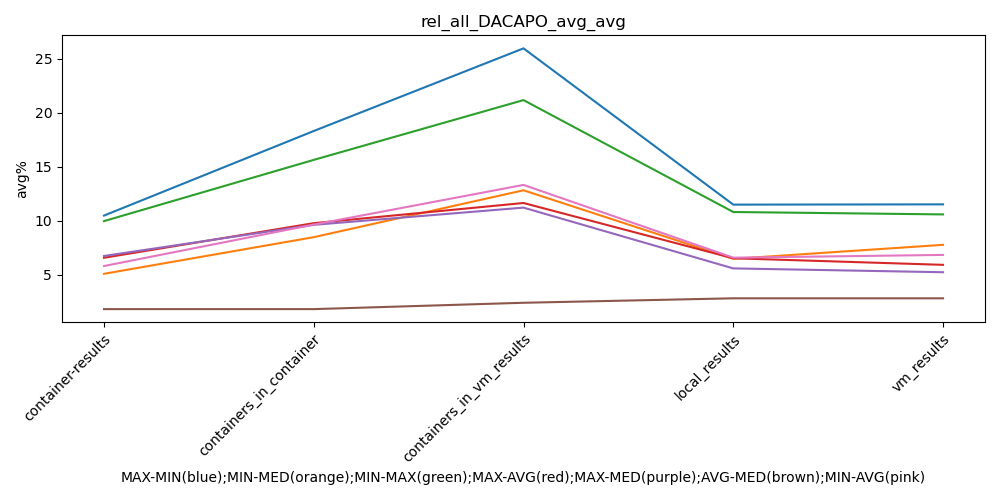 rel_all_DACAPO_avg_avg
25
20
15
10
5
avg%
container-results
containers_in_container
containers_in_vm_results
local_results
vm_results
MAX-MIN(blue);MIN-MED(orange);MIN-MAX(green);MAX-AVG(red);MAX-MED(purple);AVG-MED(brown);MIN-AVG(pink)